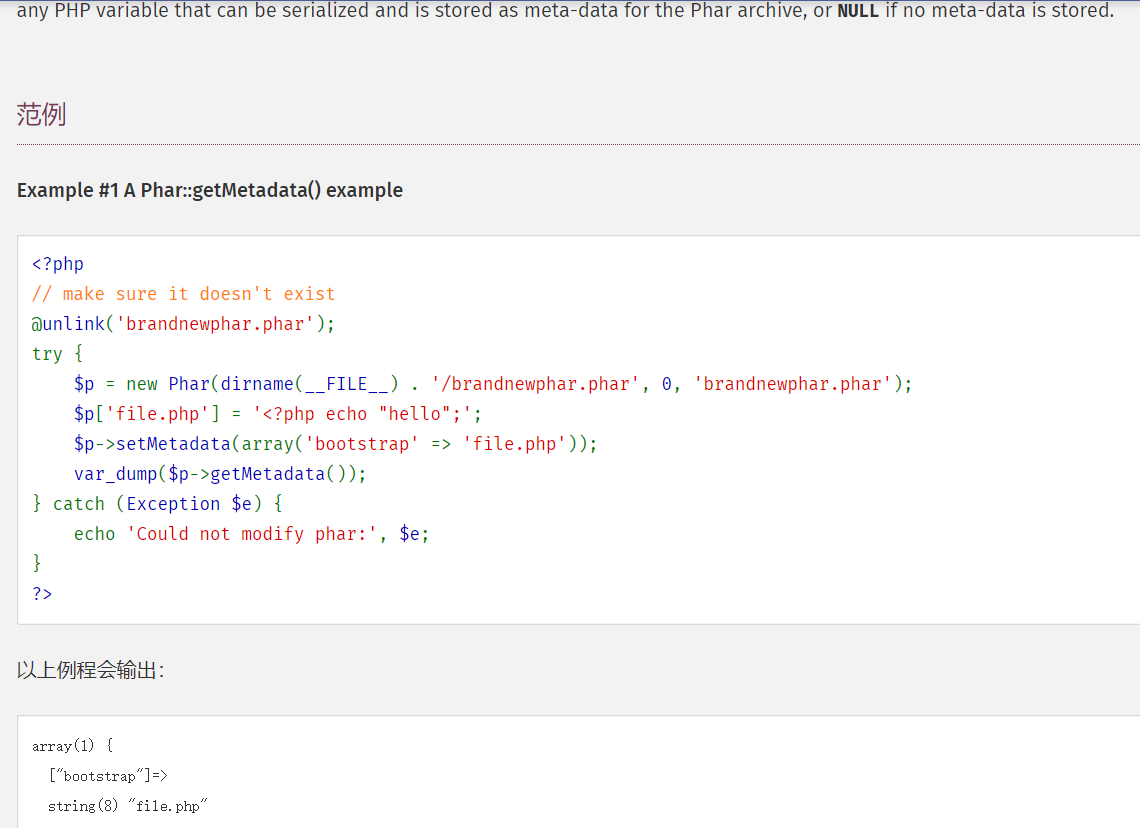 any PHP variable that can be serialized and is stored as meta-data for the Phar archive, or NULL if no meta-data is stored.
范例
Example #1 A Phar::getMetadata() example
<?php
// make sure it doesn't exist
@unlink('brandnewphar.phar');
try {
    $p = new Phar(dirname(__FILE__) . '/brandnewphar.phar', 0, 'brandnewphar.phar');
    $p['file.php'] = '<?php echo "hello";';
    $p->setMetadata(array('bootstrap' => 'file.php'));
    var_dump($p->getMetadata());
} catch (Exception $e) {
    echo 'Could not modify phar:', $e;
}
?>
以上例程会输出：
array(1) {
  ["bootstrap"]=>
  string(8) "file.php"